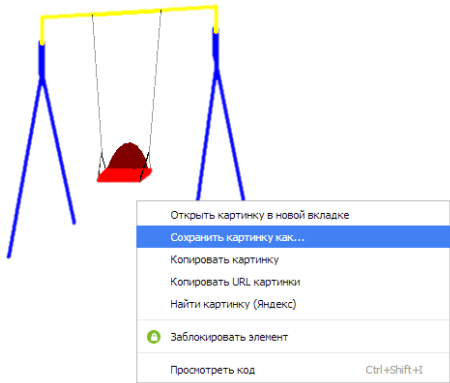 Открыть картинку в новой вкладке
Сохранить картинку как...
Копировать картинку
Копировать URL картинки
Найти картинку (Яндекс)
Заблокировать элемент
Просмотреть код Ctrl+Shift+I